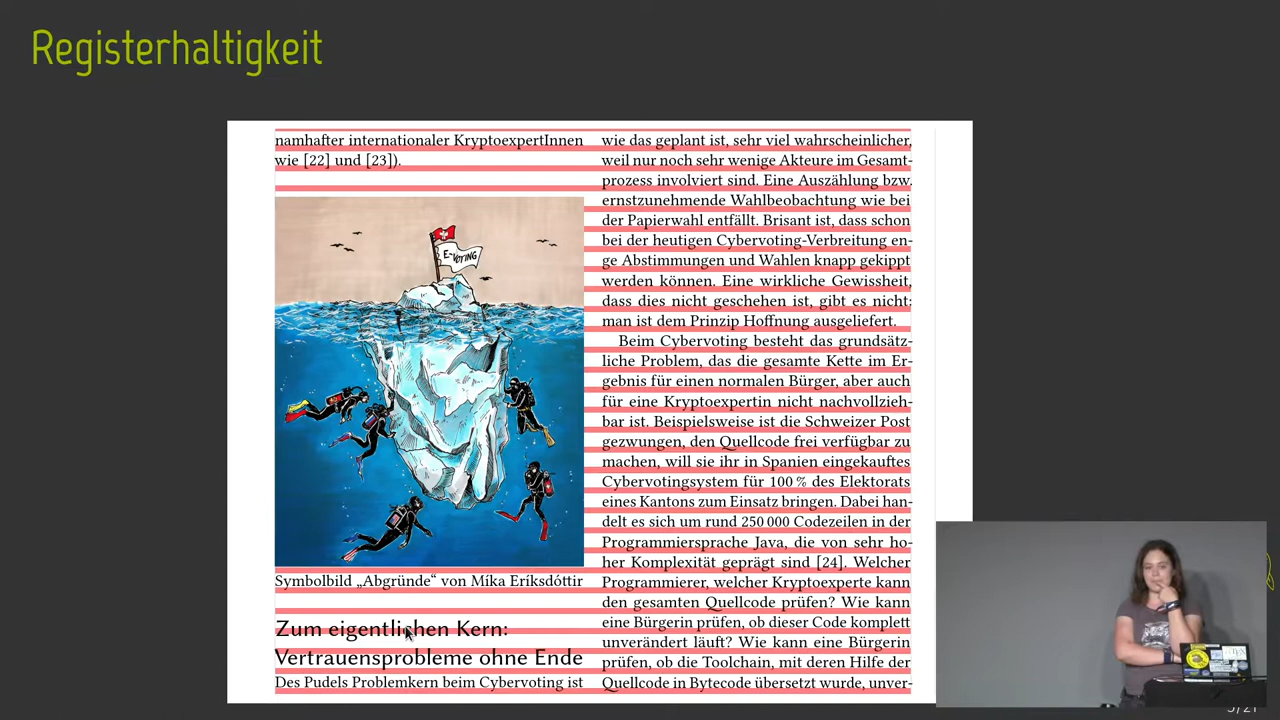 Registerhaltigkeit
namhafter internationaler KryptoexpertInnen
wie [22] und [23]).
E-VOTING
Symbolbild „Abgründe“ von Míka Eríksdóttir
Zum eigentlichen Kern:
Vertrauensprobleme ohne Ende
Des Pudels Problemkern beim Cybervoting ist
wie das geplant ist, sehr viel wahrscheinlicher,
weil nur noch sehr wenige Akteure im Gesamt-
prozess involviert sind. Eine Auszählung bzw.
ernstzunehmende Wahlbeobachtung wie bei
der Papierwahl entfällt. Brisant ist, dass schon
bei der heutigen Cybervoting-Verbreitung en-
ge Abstimmungen und Wahlen knapp gekippt
werden können. Eine wirkliche Gewissheit,
dass dies nicht geschehen ist, gibt es nicht:
man ist dem Prinzip Hoffnung ausgeliefert.
Beim Cybervoting besteht das grundsätz-
liche Problem, das die gesamte Kette im Er-
gebnis für einen normalen Bürger, aber auch
für eine Kryptoexpertin nicht nachvollzieh-
bar ist. Beispielsweise ist die Schweizer Post
gezwungen, den Quellcode frei verfügbar zu
machen, will sie ihr in Spanien eingekauftes
Cybervotingsystem für 100 % des Elektorats
eines Kantons zum Einsatz bringen. Dabei han-
delt es sich um rund 250 000 Codezeilen in der
Programmiersprache Java, die von sehr ho-
her Komplexität geprägt sind [24]. Welcher
Programmierer, welcher Kryptoexperte kann
den gesamten Quellcode prüfen? Wie kann
eine Bürgerin prüfen, ob dieser Code komplett
unverändert läuft? Wie kann eine Bürgerin
prüfen, ob die Toolchain, mit deren Hilfe der
Quellcode in Bytecode übersetzt wurde, unver-